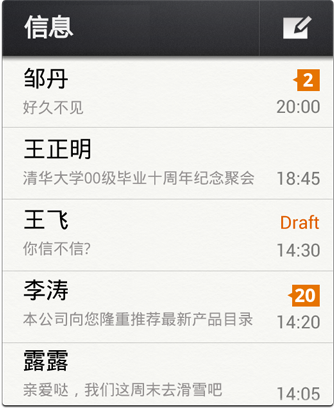 信息
邹丹
2
好久不见
20:00
王正明
清华大学00级毕业十周年纪念聚会
18:45
王飞
Draft
你信不信?
14:30
李涛
20
本公司向您隆重推荐最新产品目录
14:20
露露
亲爱哒，我们这周末去滑雪吧
14:05